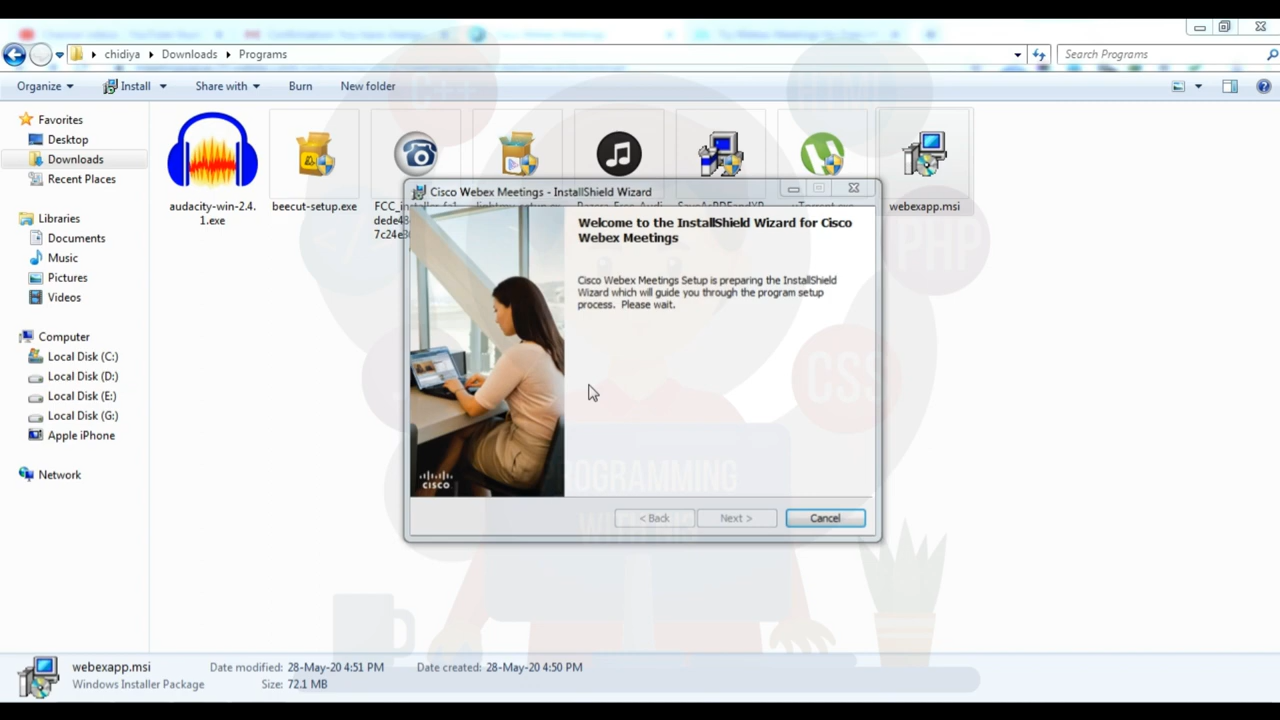 chidiya
Downloads
Programs
Search Programs
Organize
Install
Share with
Burn
New folder
Favorites
Desktop
Downloads
Recent Places
Libraries
Documents
Music
Pictures
Videos
Computer
Local Disk (C:)
Local Disk (D:)
Local Disk (E:)
Local Disk (G:)
Apple iPhone
Network
audacity-win-2.4.
1.exe
beecut-setup.exe
webexapp.msi
Cisco Webex Meetings - InstallShield Wizard
Welcome to the InstallShield Wizard for Cisco
Webex Meetings
Cisco Webex Meetings Setup is preparing the InstallShield
Wizard which will guide you through the program setup
process. Please wait.
CISCO
< Back
Next >
Cancel
PHP
CSS
webexapp.msi
Date modified: 28-May-20 4:51 PM
Date created: 28-May-20 4:50 PM
Windows Installer Package
Size: 72.1 MB